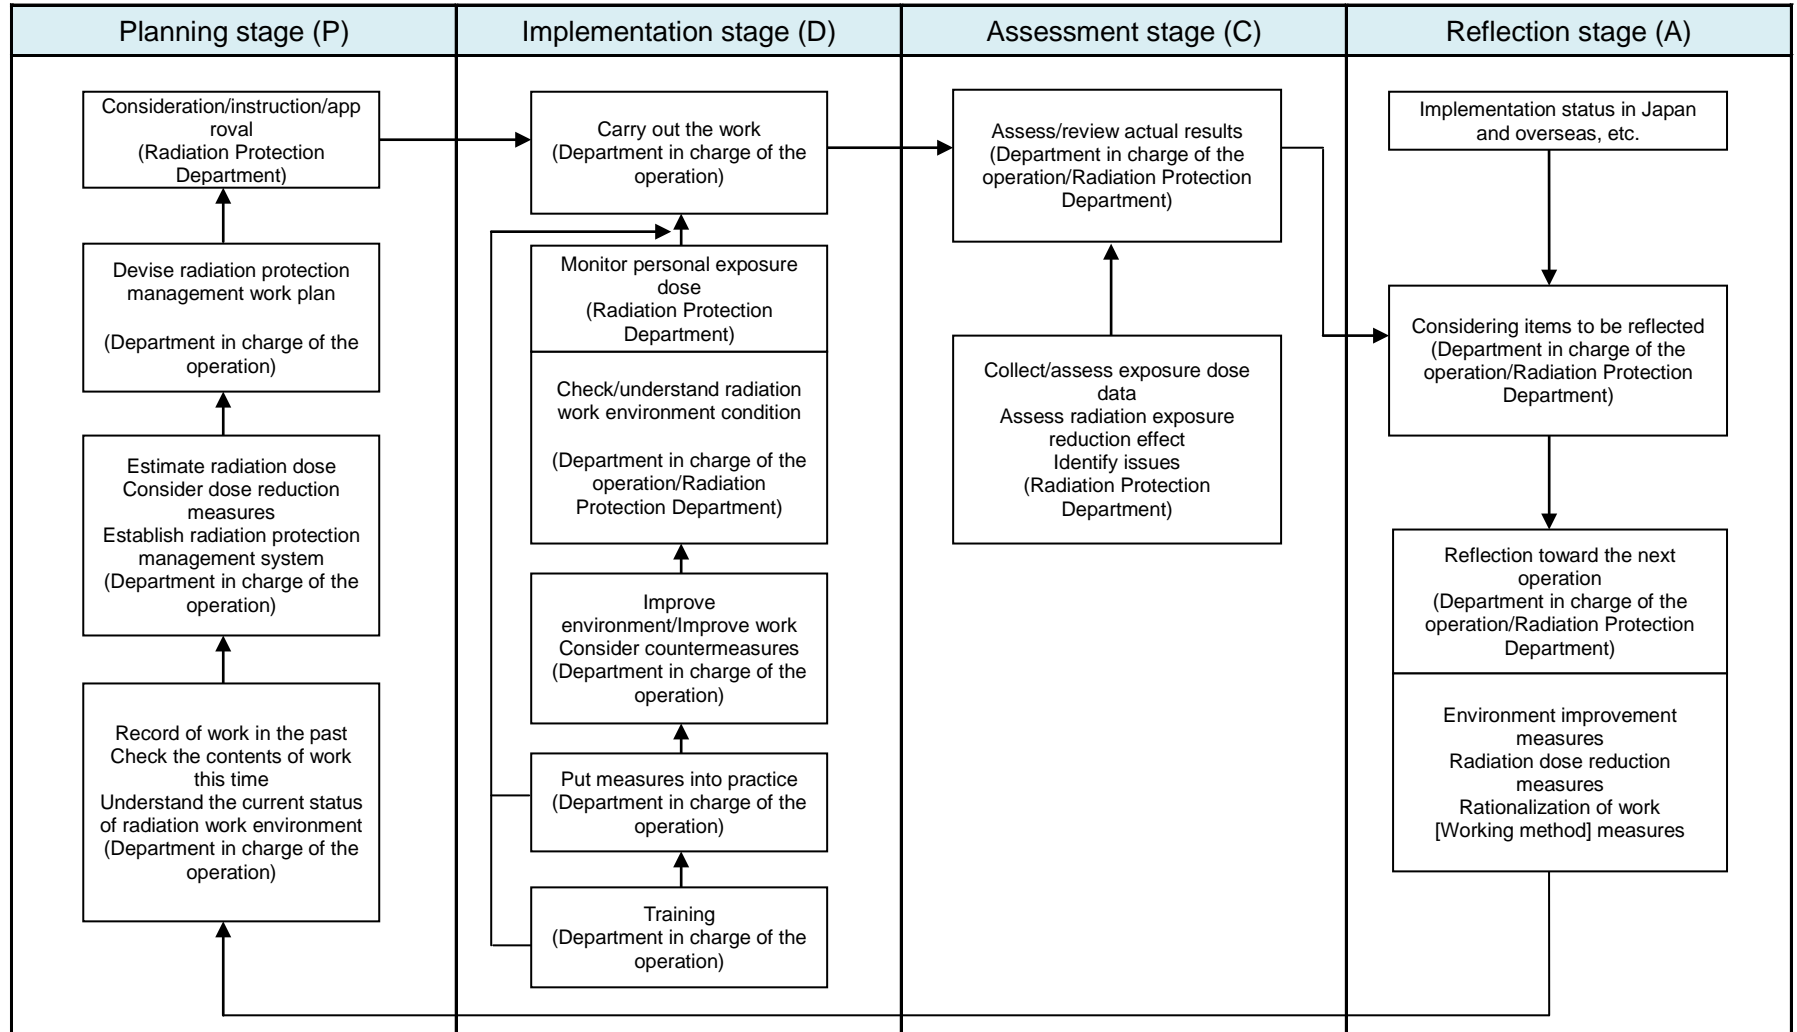 Planning stage (P)
Implementation stage (D)
Assessment stage (C)
Reflection stage (A)
Consideration/instruction/app
roval
(Radiation Protection
Department)
Devise radiation protection
management work plan
(Department in charge of the
operation)
Estimate radiation dose
Consider dose reduction
measures
Establish radiation protection
management system
(Department in charge of the
operation)
Record of work in the past
Check the contents of work
this time
Understand the current status
of radiation work environment
(Department in charge of the
operation)
Carry out the work
(Department in charge of the
operation)
Monitor personal exposure
dose
(Radiation Protection
Department)
Check/understand radiation
work environment condition
(Department in charge of the
operation/Radiation
Protection Department)
Improve
environment/Improve work
Consider countermeasures
(Department in charge of the
operation)
Put measures into practice
(Department in charge of the
operation)
Training
(Department in charge of the
operation)
Assess/review actual results
(Department in charge of the
operation/Radiation Protection
Department)
Collect/assess exposure dose
data
Assess radiation exposure
reduction effect
Identify issues
(Radiation Protection
Department)
Implementation status in Japan
and overseas, etc.
Considering items to be reflected
(Department in charge of the
operation/Radiation Protection
Department)
Reflection toward the next
operation
(Department in charge of the
operation/Radiation Protection
Department)
Environment improvement
measures
Radiation dose reduction
measures
Rationalization of work
[Working method] measures